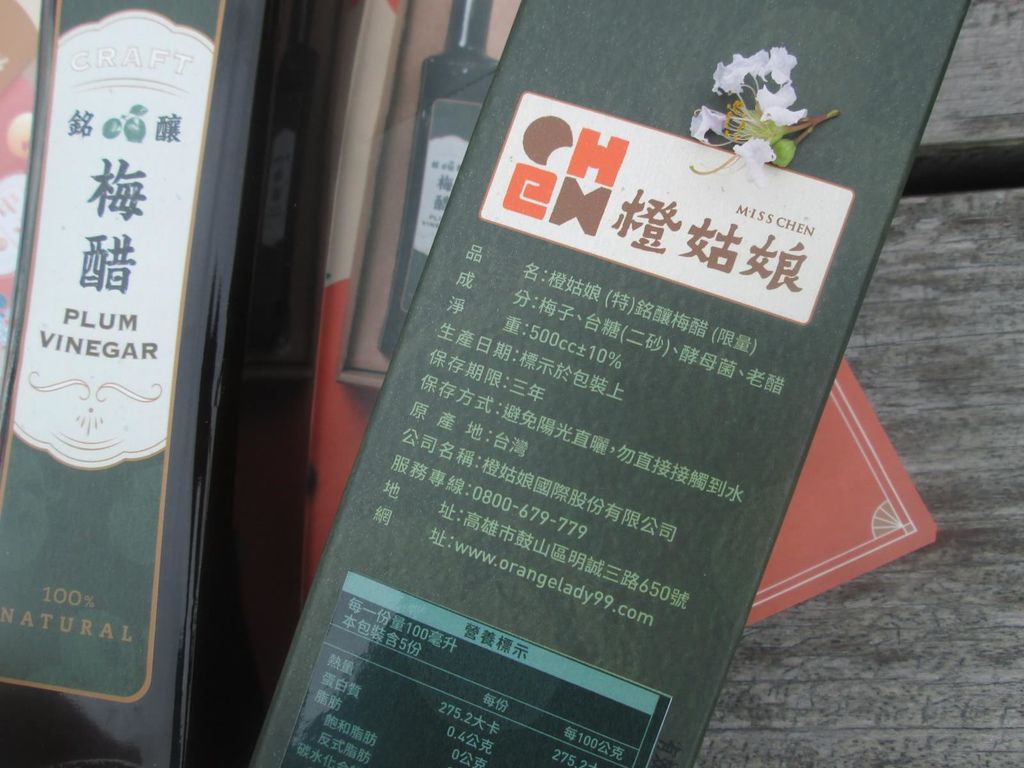 CRAFT
銘 釀
梅
醋
PLUM
VINEGAR
100%
NATURAL
梅
醋
PLUM
CHEN
橙姑娘
MISS CHEN
品 名:橙姑娘 (特)銘釀梅醋 (限量)
成 分:梅子、台糖(二砂)、酵母菌、老醋
淨 重:500cc±10%
生產日期:標示於包裝上
保存期限:三年
保存方式:避免陽光直曬,勿直接接觸到水
原 產 地:台灣
公司名稱:橙姑娘國際股份有限公司
服務專線:0800-679-779
地 址:高雄市鼓山區明誠三路650號
網 址:www.orangelady99.com
營養標示
每一份量100毫升
本包裝含5份
每份 每100公克
熱量 275.2大卡 275.2
蛋白質 0.4公克
脂肪 0公克
飽和脂肪
反式脂肪
碳水化合